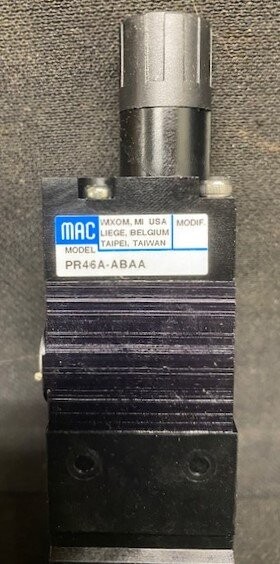 MAC
WIXOM, MI USA
LIEGE, BELGIUM
TAIPEI, TAIWAN
MODIF.
MODEL
PR46A-ABAA